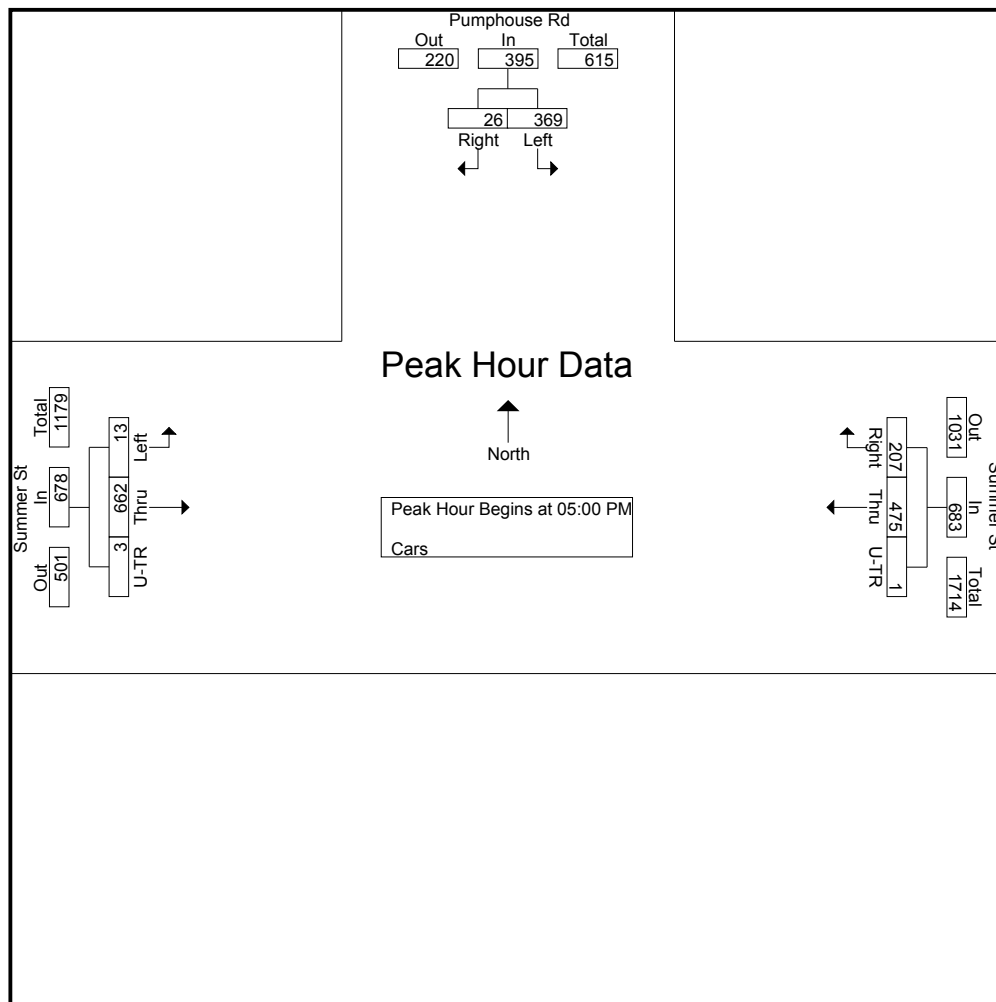 Pumphouse Rd
Out In Total
220 395 615
26 369
Right Left
Peak Hour Data
North
Peak Hour Begins at 05:00 PM
Cars
Summer St
Total In Out
1179 678 501
13 662 3
Left Thru U-TR
Summer St
Out In Total
1031 683 1714
207 475 1
Right Thru U-TR